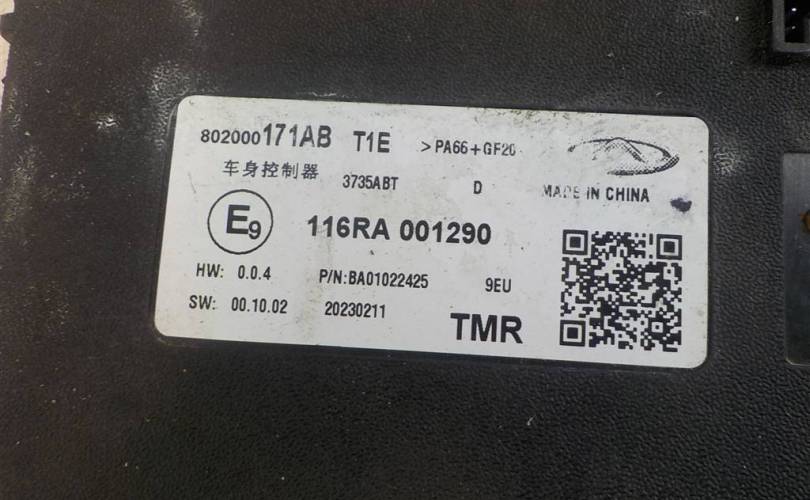 802000171AB T1E >PA66+GF20
车身控制器 3735ABT D MADE IN CHINA
E9 116RA 001290
HW: 0.0.4 P/N:BA01022425 9EU
SW: 00.10.02 20230211 TMR